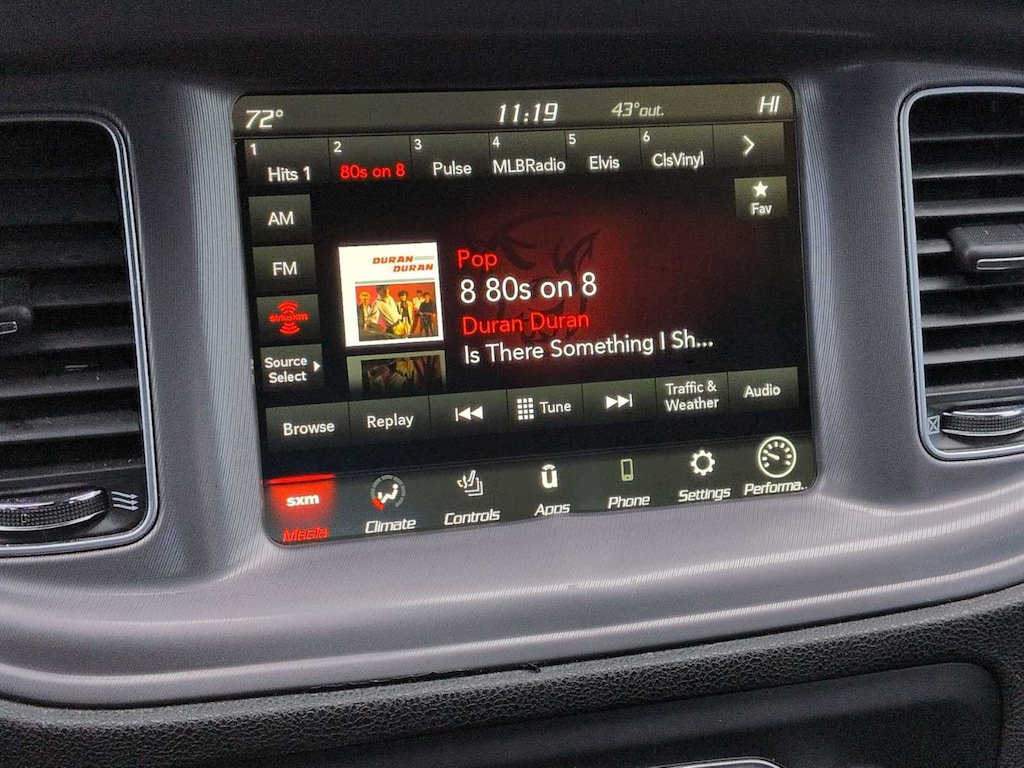 72° 11:19 43°out. HI
1 2 3 4 5 6
Hits 1 80s on 8 Pulse MLBRadio Elvis ClsVinyl
AM
FM
siriusxm
Source
Select
Fav
DURAN
DURAN
Pop
8 80s on 8
Duran Duran
Is There Something I Sh...
Browse Replay Tune Traffic &
Weather Audio
sxm
Media Climate Controls Apps Phone Settings Performa..